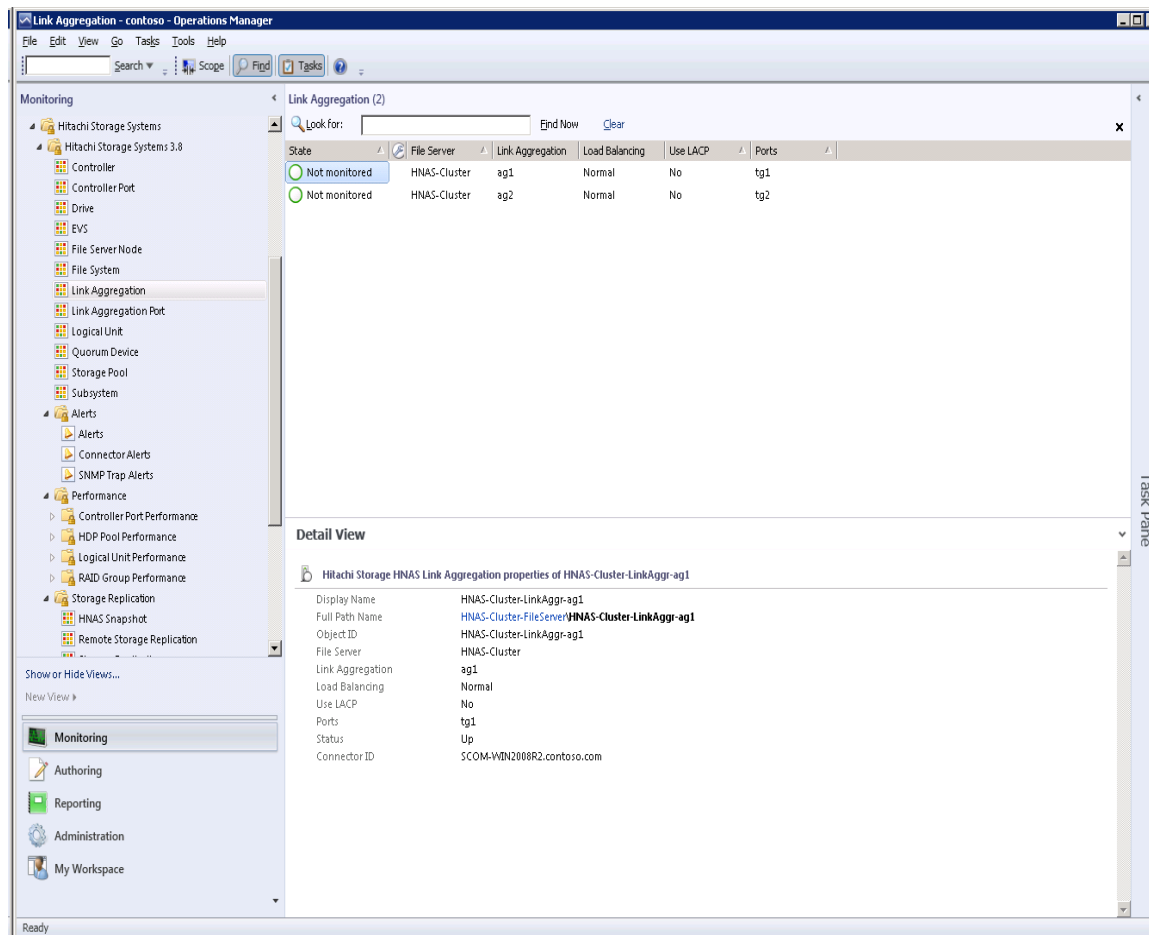 Link Aggregation - contoso - Operations Manager
File Edit View Go Tasks Tools Help
Search Scope Find Tasks
Monitoring
Hitachi Storage Systems
Hitachi Storage Systems 3.8
Controller
Controller Port
Drive
EVS
File Server Node
File System
Link Aggregation
Link Aggregation Port
Logical Unit
Quorum Device
Storage Pool
Subsystem
Alerts
Alerts
Connector Alerts
SNMP Trap Alerts
Performance
Controller Port Performance
HDP Pool Performance
Logical Unit Performance
RAID Group Performance
Storage Replication
HNAS Snapshot
Remote Storage Replication
Show or Hide Views...
New View
Monitoring
Authoring
Reporting
Administration
My Workspace
Link Aggregation (2)
Look for: Find Now Clear
State File Server Link Aggregation Load Balancing Use LACP Ports
Not monitored HNAS-Cluster ag1 Normal No tg1
Not monitored HNAS-Cluster ag2 Normal No tg2
Detail View
Hitachi Storage HNAS Link Aggregation properties of HNAS-Cluster-LinkAggr-ag1
Display Name HNAS-Cluster-LinkAggr-ag1
Full Path Name HNAS-Cluster-FileServer\HNAS-Cluster-LinkAggr-ag1
Object ID HNAS-Cluster-LinkAggr-ag1
File Server HNAS-Cluster
Link Aggregation ag1
Load Balancing Normal
Use LACP No
Ports tg1
Status Up
Connector ID SCOM-WIN2008R2.contoso.com
Task Pane
Ready